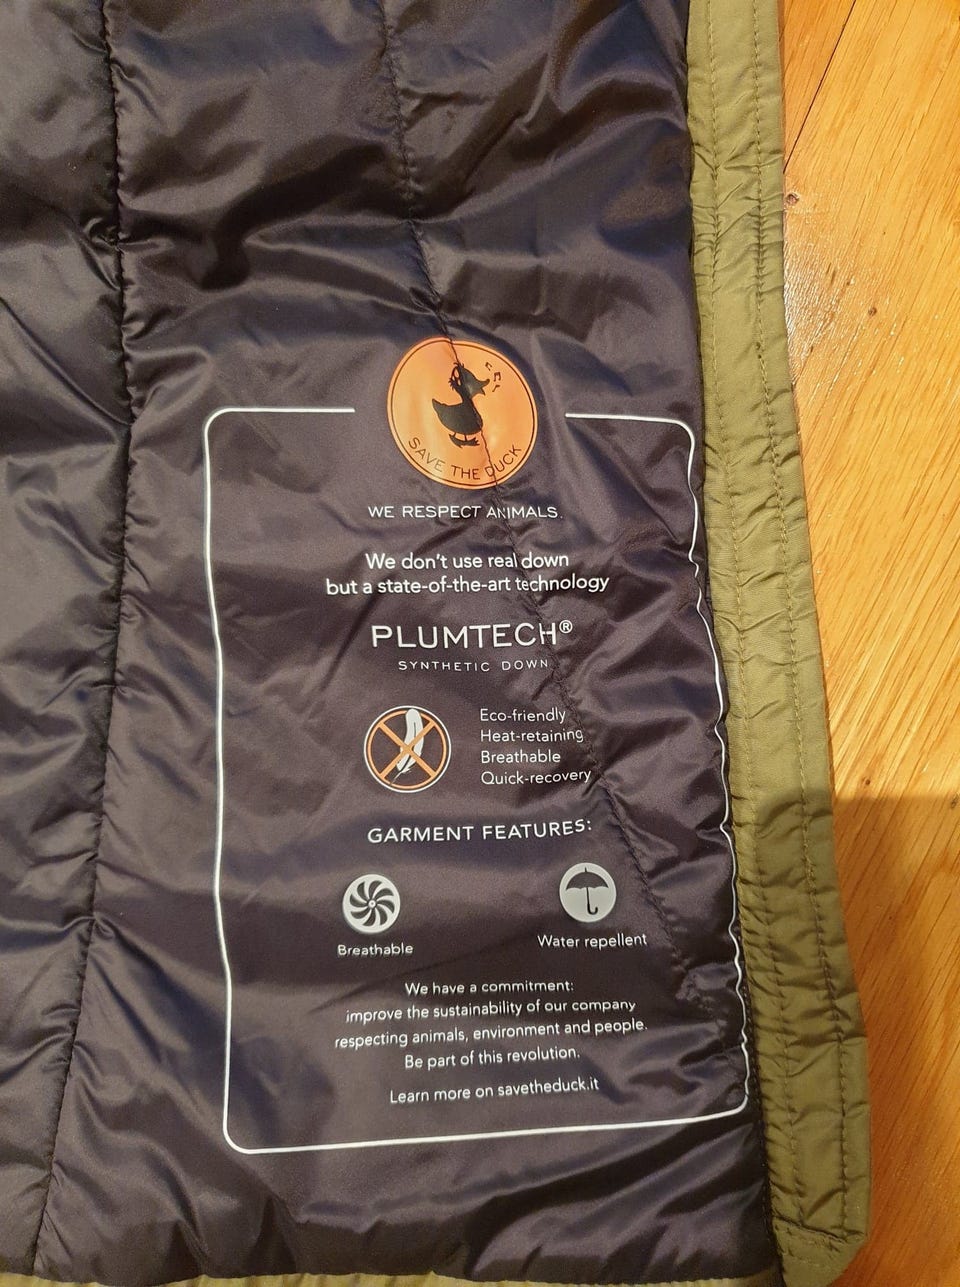 SAVE THE DUCK
WE RESPECT ANIMALS.
We don't use real down
but a state-of-the-art technology
PLUMTECH®
SYNTHETIC DOWN
Eco-friendly
Heat-retaining
Breathable
Quick-recovery
GARMENT FEATURES:
Breathable
Water repellent
We have a commitment:
improve the sustainability of our company
respecting animals, environment and people.
Be part of this revolution.
Learn more on savetheduck.it